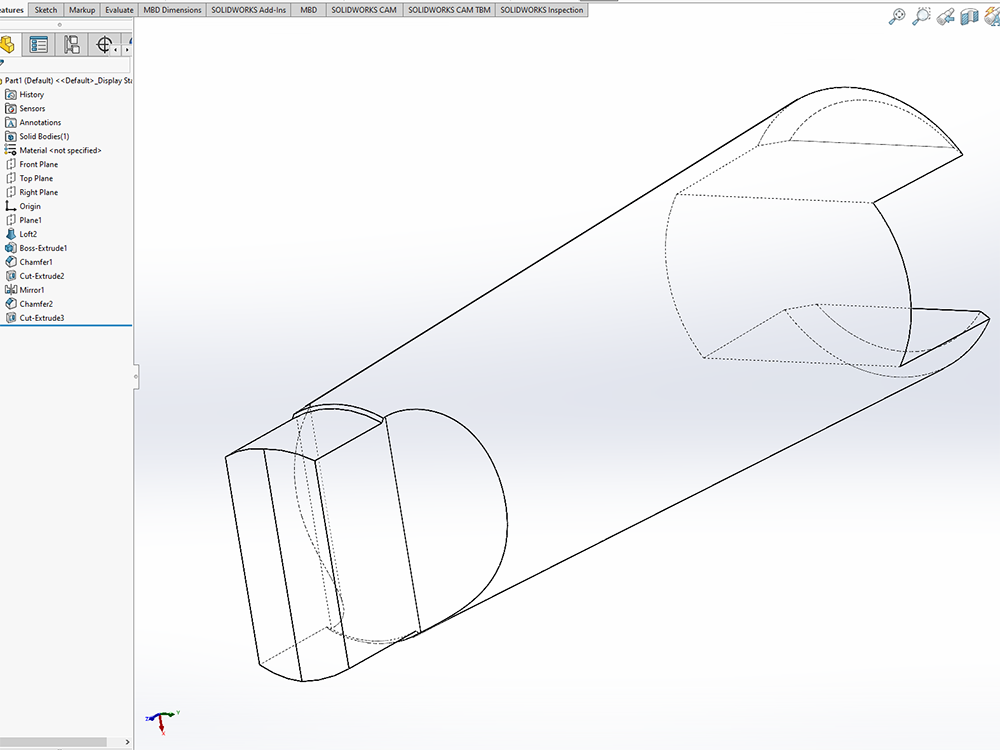 eatures Sketch Markup Evaluate MBD Dimensions SOLIDWORKS Add-Ins MBD SOLIDWORKS CAM SOLIDWORKS CAM TBM SOLIDWORKS Inspection
Part1 (Default) <<Default>_Display Sta
History
Sensors
Annotations
Solid Bodies(1)
Material <not specified>
Front Plane
Top Plane
Right Plane
Origin
Plane1
Loft2
Boss-Extrude1
Chamfer1
Cut-Extrude2
Mirror1
Chamfer2
Cut-Extrude3
Z Y
X